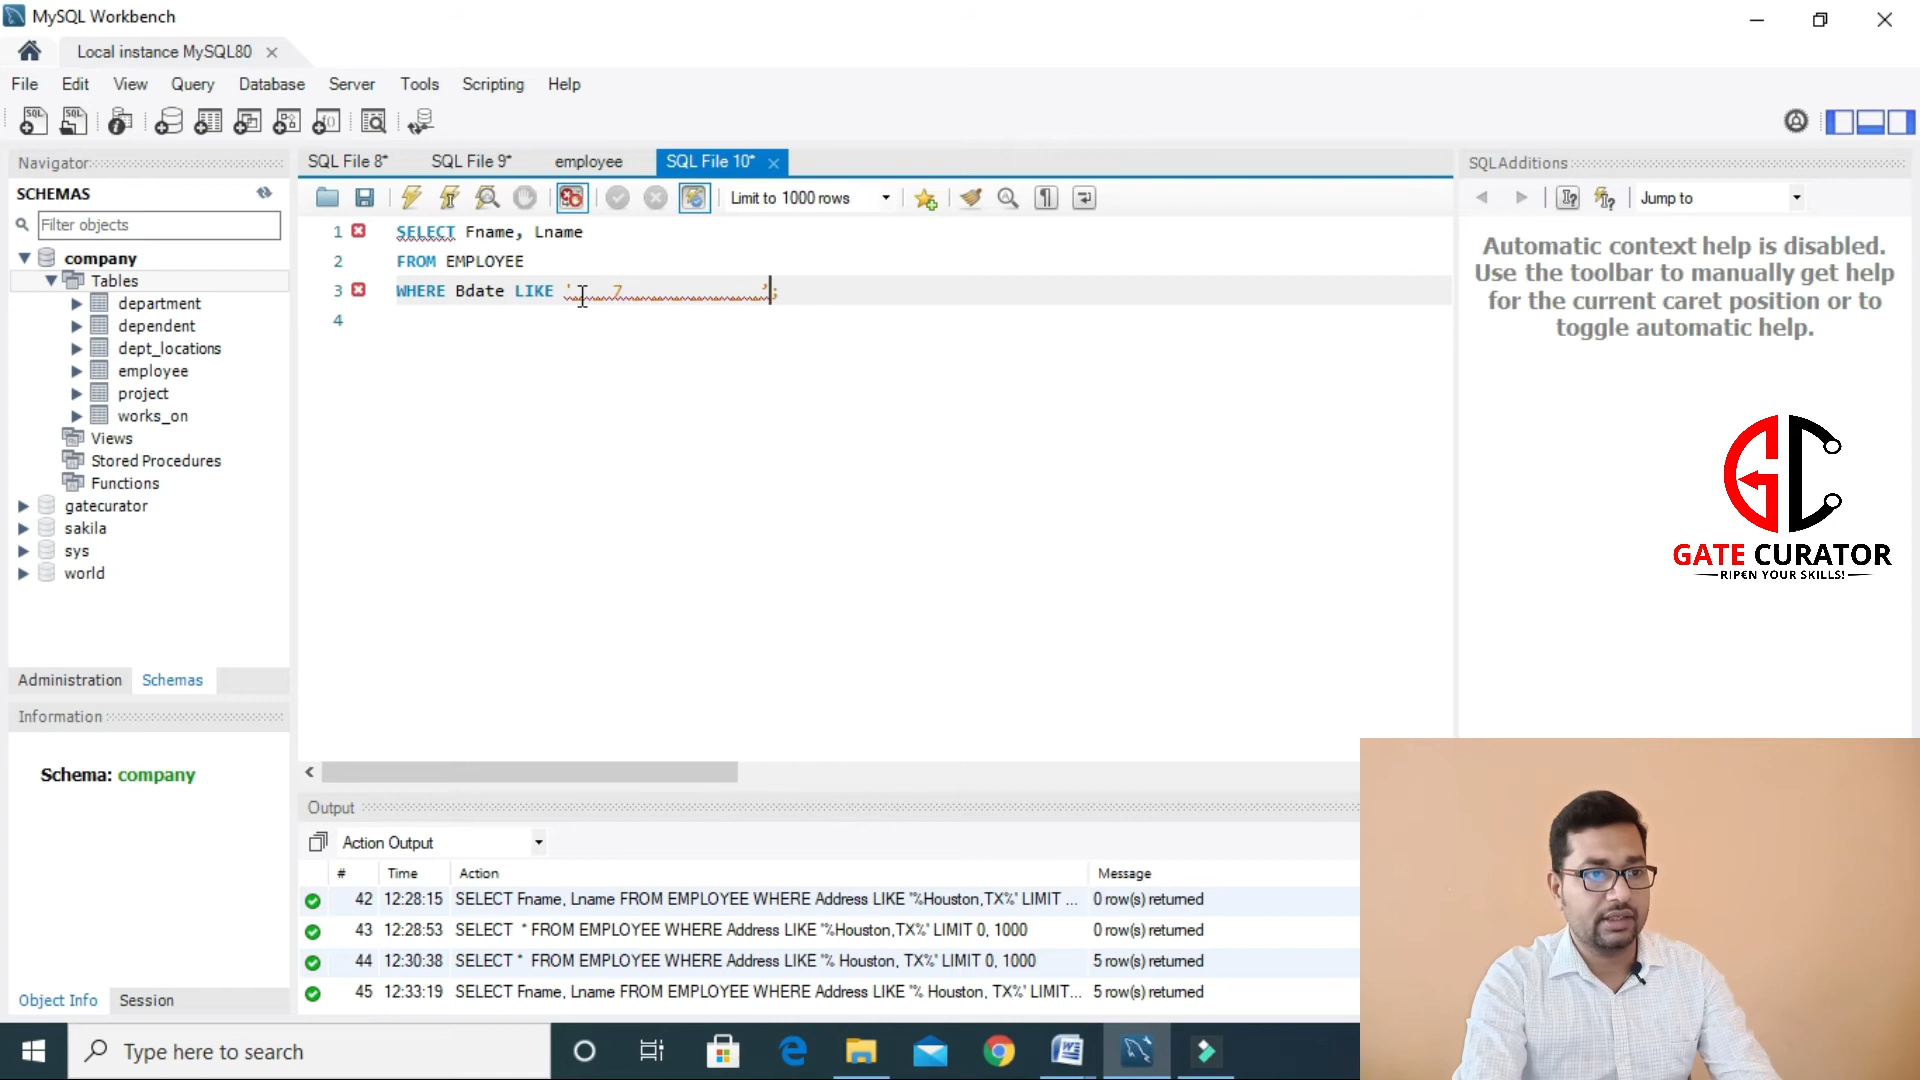 MySQL Workbench
Local instance MySQL80
File Edit View Query Database Server Tools Scripting Help
Navigator
SCHEMAS
Filter objects
company
Tables
department
dependent
dept_locations
employee
project
works_on
Views
Stored Procedures
Functions
gatecurator
sakila
sys
world
Administration Schemas
Information
Schema: company
Object Info Session
SQL File 8* SQL File 9* employee SQL File 10*
Limit to 1000 rows
1 SELECT Fname, Lname
2 FROM EMPLOYEE
3 WHERE Bdate LIKE '
4
Output
Action Output
# Time Action Message
42 12:28:15 SELECT Fname, Lname FROM EMPLOYEE WHERE Address LIKE '%Houston,TX%' LIMIT ... 0 row(s) returned
43 12:28:53 SELECT * FROM EMPLOYEE WHERE Address LIKE '%Houston,TX%' LIMIT 0, 1000 0 row(s) returned
44 12:30:38 SELECT * FROM EMPLOYEE WHERE Address LIKE '% Houston, TX%' LIMIT 0, 1000 5 row(s) returned
45 12:33:19 SELECT Fname, Lname FROM EMPLOYEE WHERE Address LIKE '% Houston, TX%' LIMIT... 5 row(s) returned
SQLAdditions
Jump to
Automatic context help is disabled.
Use the toolbar to manually get help
for the current caret position or to
toggle automatic help.
GC
GATE CURATOR
RIP€N YOUR SKILLS!
Type here to search